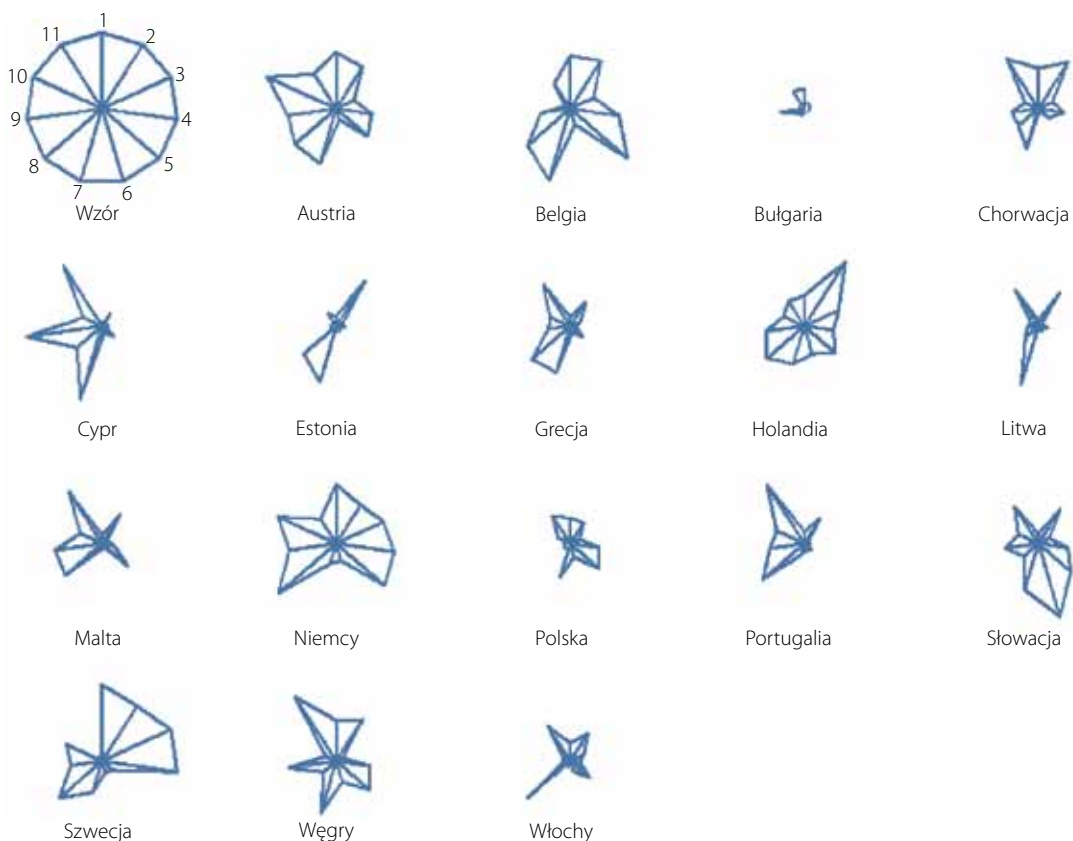 1
11 2
10 3
9 4
8 5
7 6
Wzór Austria Belgia Bułgaria Chorwacja
Cypr Estonia Grecja Holandia Litwa
Malta Niemcy Polska Portugalia Słowacja
Szwecja Węgry Włochy